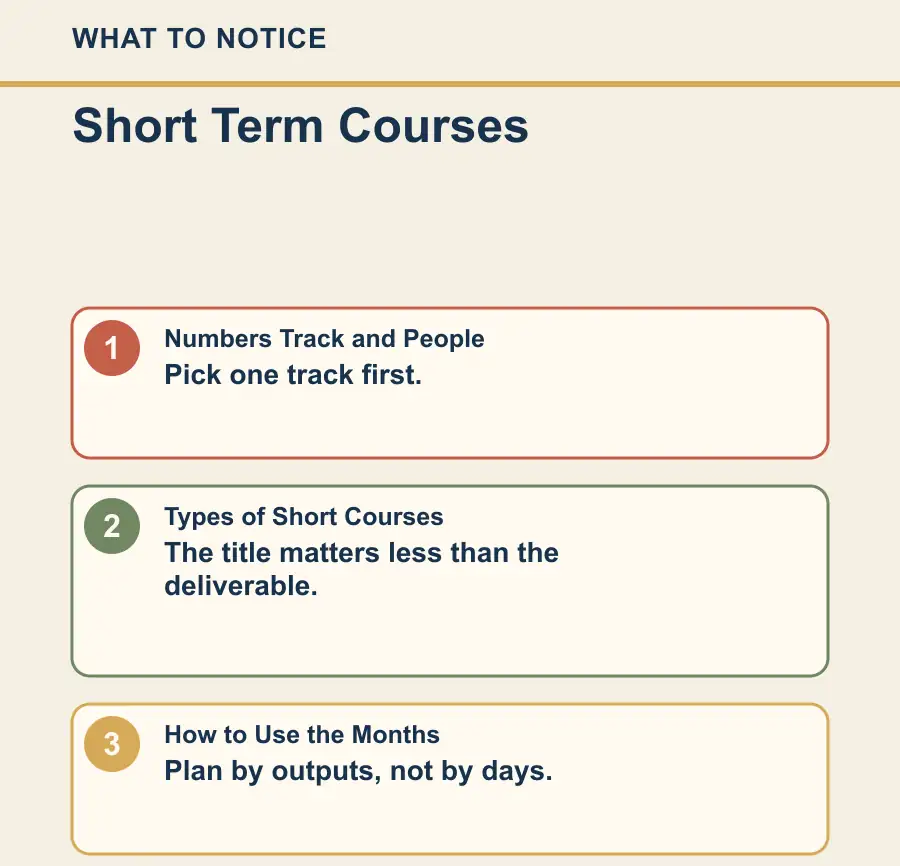 WHAT TO NOTICE
Short Term Courses
1
Numbers Track and People
Pick one track first.
2
Types of Short Courses
The title matters less than the
deliverable.
3
How to Use the Months
Plan by outputs, not by days.